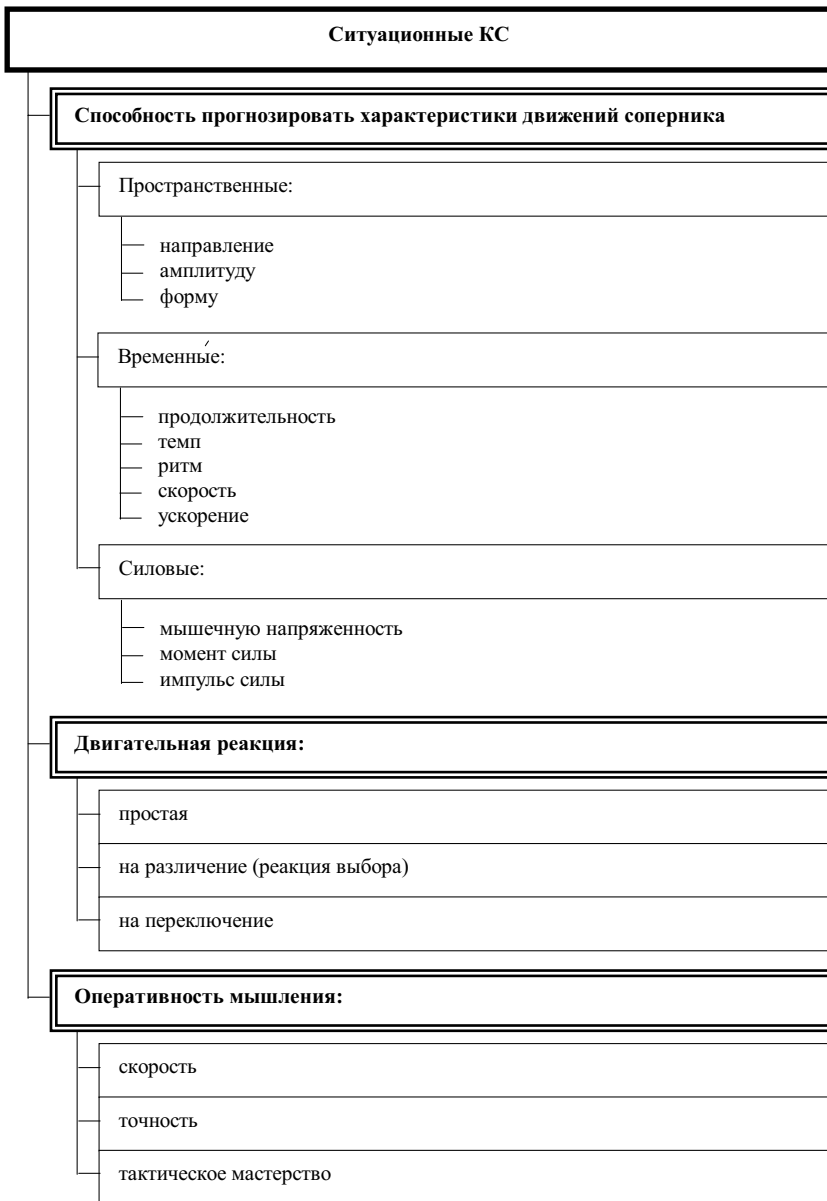 Ситуационные КС
Способность прогнозировать характеристики движений соперника
Пространственные:
направление
амплитуду
форму
Временны́е:
продолжительность
темп
ритм
скорость
ускорение
Силовые:
мышечную напряженность
момент силы
импульс силы
Двигательная реакция:
простая
на различение (реакция выбора)
на переключение
Оперативность мышления:
скорость
точность
тактическое мастерство